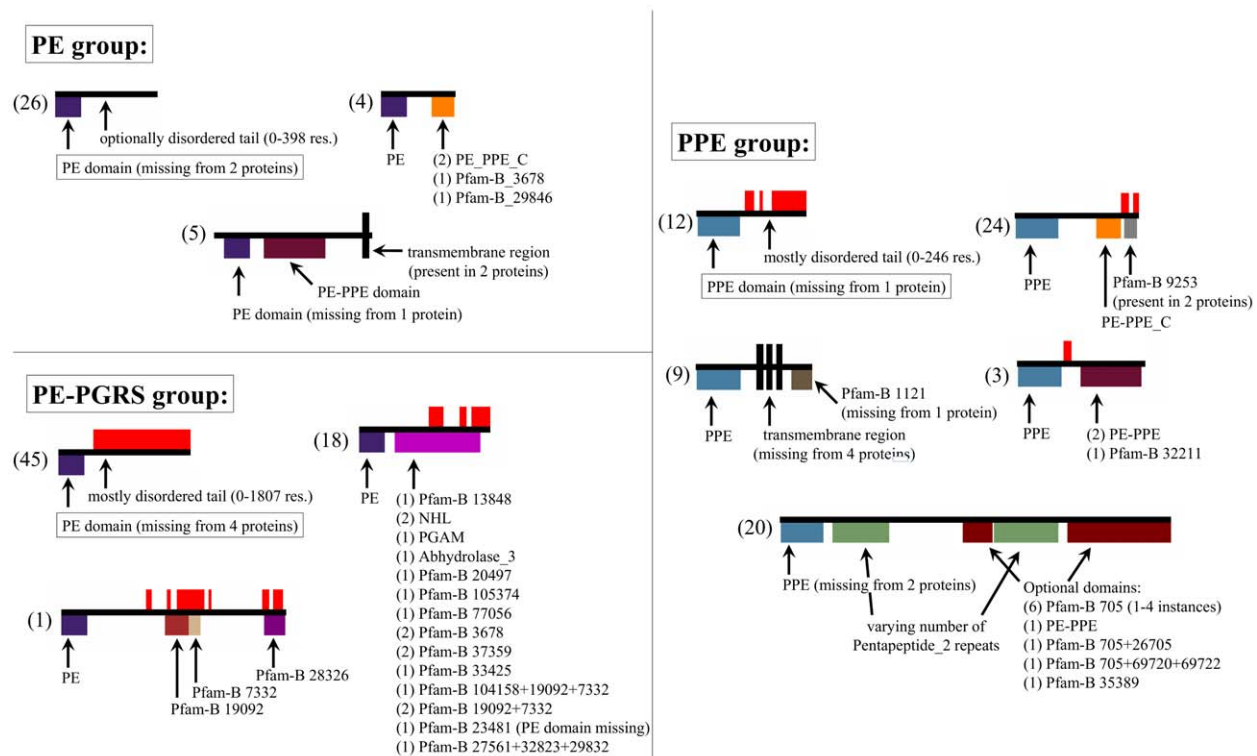 PE group:
(26)
optionally disordered tail (0-398 res.)
PE domain (missing from 2 proteins)
(4)
PE
(2) PE_PPE_C
(1) Pfam-B_3678
(1) Pfam-B_29846
(5)
transmembrane region
(present in 2 proteins)
PE-PPE domain
PE domain (missing from 1 protein)
PE-PGRS group:
(45)
mostly disordered tail (0-1807 res.)
PE domain (missing from 4 proteins)
(18)
PE
(1) Pfam-B 13848
(2) NHL
(1) PGAM
(1) Abhydrolase_3
(1) Pfam-B 20497
(1) Pfam-B 105374
(1) Pfam-B 77056
(2) Pfam-B 3678
(2) Pfam-B 37359
(1) Pfam-B 33425
(1) Pfam-B 104158+19092+7332
(2) Pfam-B 19092+7332
(1) Pfam-B 23481 (PE domain missing)
(1) Pfam-B 27561+32823+29832
(1)
PE
Pfam-B 28326
Pfam-B 7332
Pfam-B 19092
PPE group:
(12)
mostly disordered tail (0-246 res.)
PPE domain (missing from 1 protein)
(24)
PPE
Pfam-B 9253
(present in 2 proteins)
PE-PPE_C
(9)
PPE
Pfam-B 1121
(missing from 1 protein)
transmembrane region
(missing from 4 proteins)
(3)
PPE
(2) PE-PPE
(1) Pfam-B 32211
(20)
PPE (missing from 2 proteins)
varying number of
Pentapeptide_2 repeats
Optional domains:
(6) Pfam-B 705 (1-4 instances)
(1) PE-PPE
(1) Pfam-B 705+26705
(1) Pfam-B 705+69720+69722
(1) Pfam-B 35389